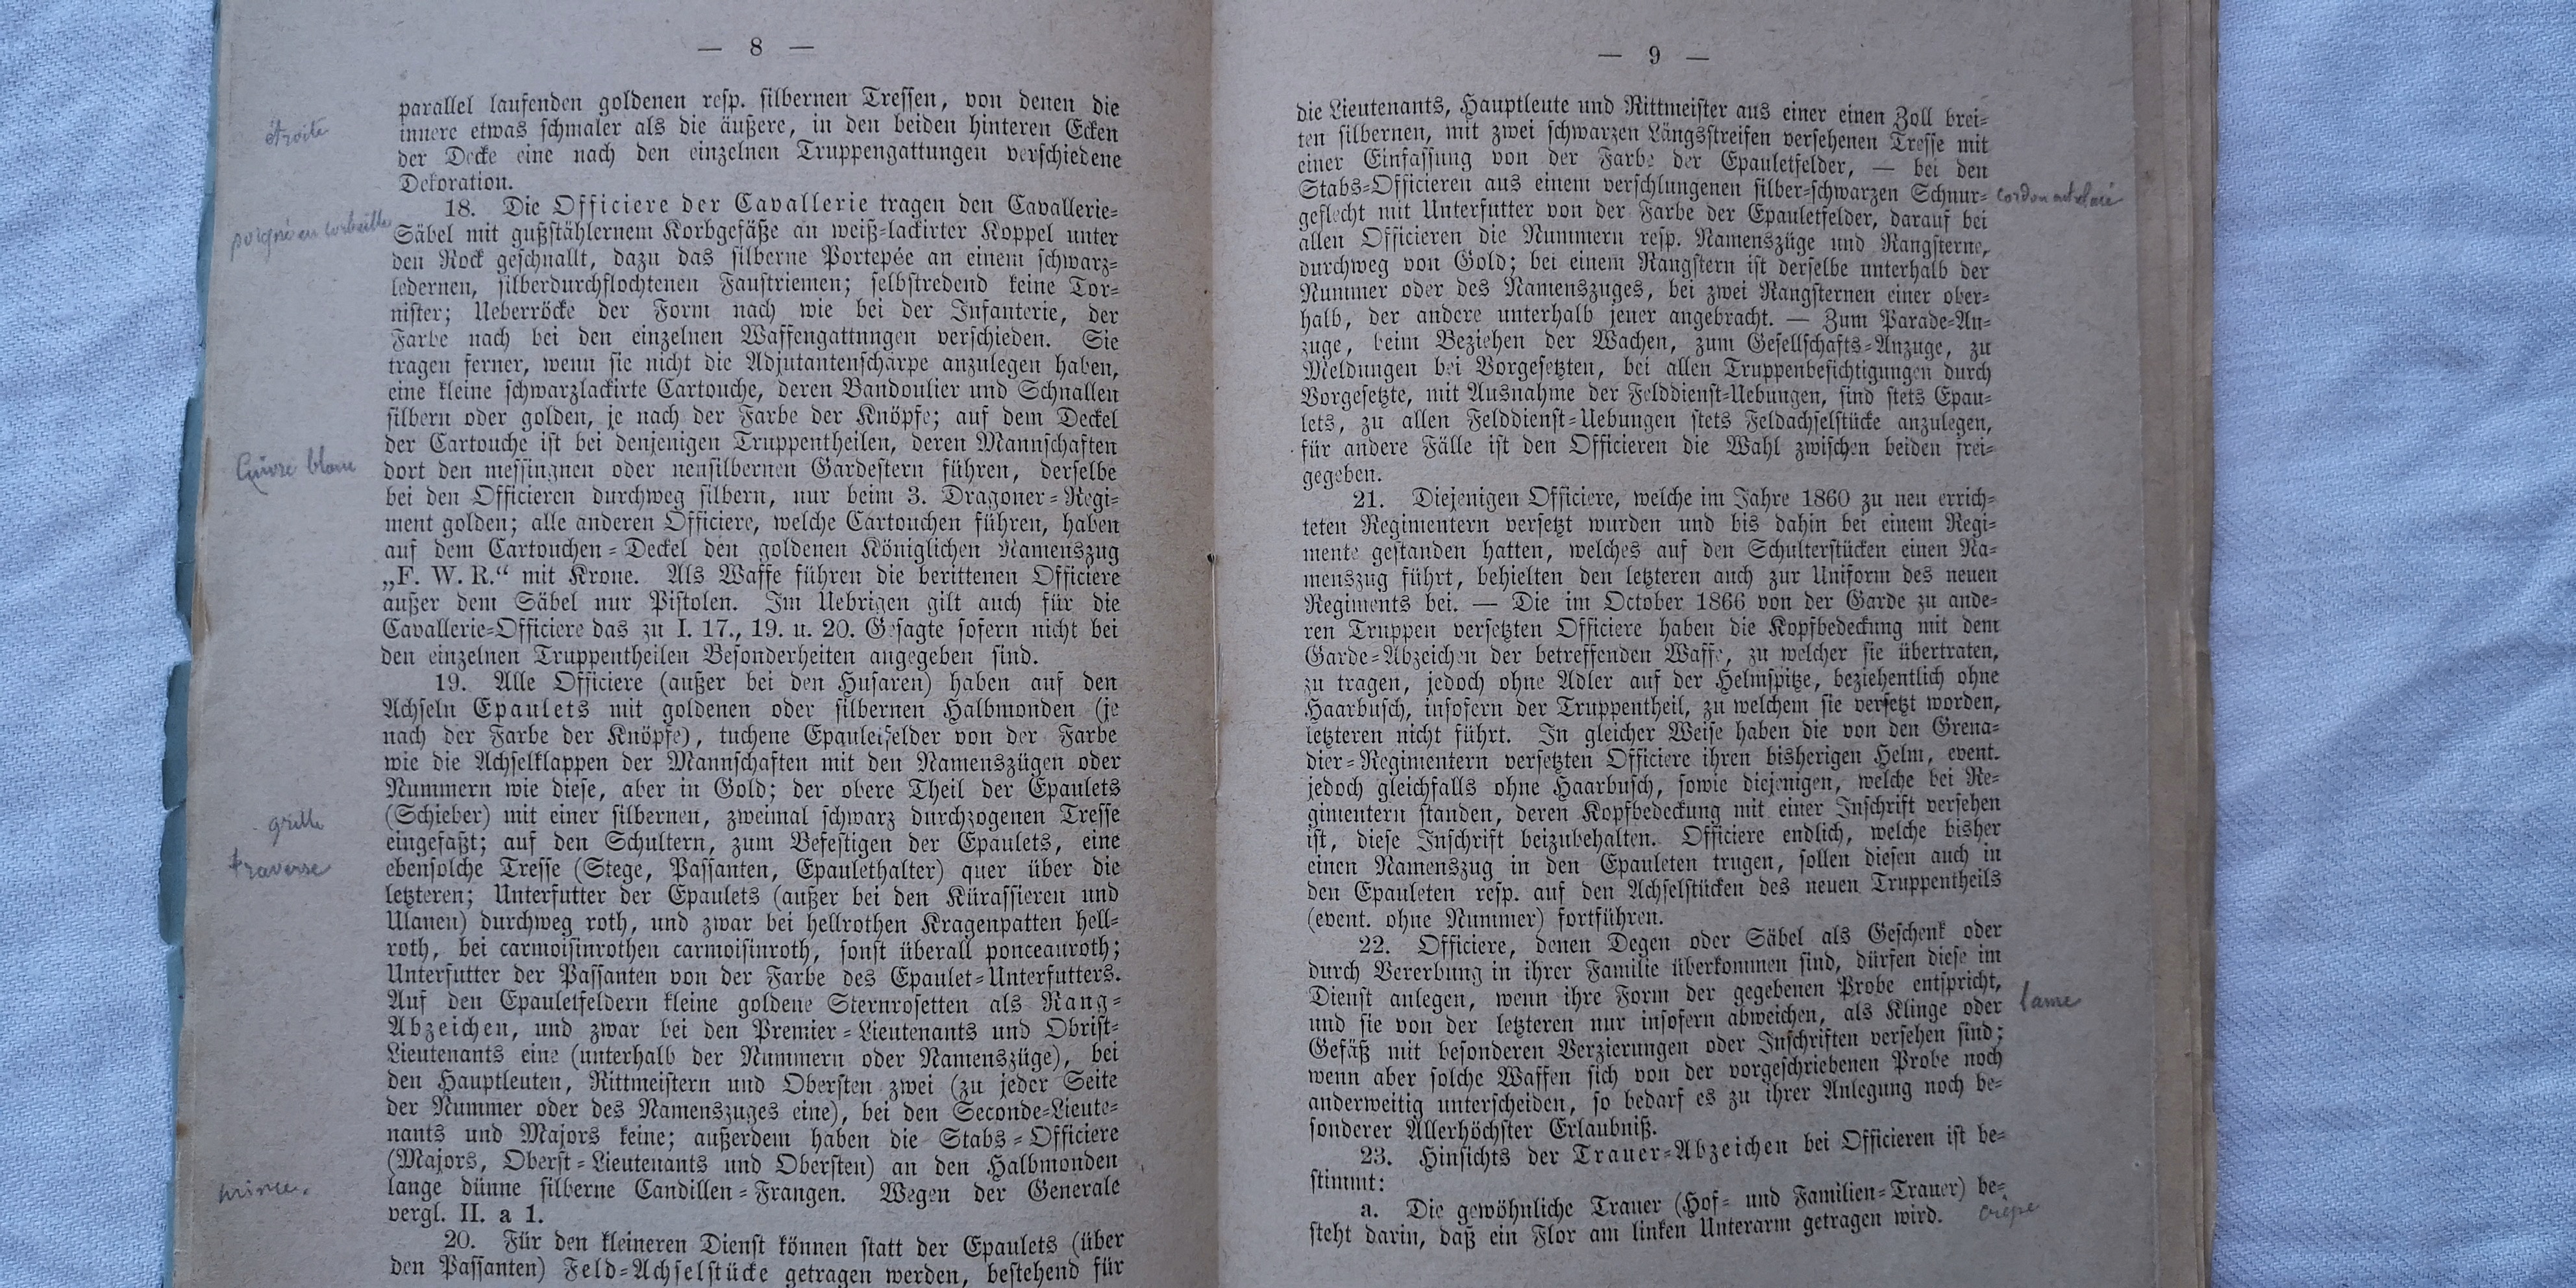 — 8 —
parallel laufenden goldenen resp. silbernen Tressen, von denen die
innere etwas schmaler als die äußere, in den beiden hinteren Ecken
étroite
der Decke eine nach den einzelnen Truppengattungen verschiedene
Dekoration.
18. Die Officiere der Cavallerie tragen den Cavallerie-
poignée en corbeille
Säbel mit gußstählernem Korbgefäße an weiß-lackirter Koppel unter
den Rock geschnallt, dazu das silberne Portepée an einem schwarz-
ledernen, silberdurchflochtenen Faustriemen; selbstredend keine Tor-
nister; Ueberröcke der Form nach wie bei der Infanterie, der
Farbe nach bei den einzelnen Waffengattungen verschieden. Sie
tragen ferner, wenn sie nicht die Adjutantenschärpe anzulegen haben,
eine kleine schwarzlackirte Cartouche, deren Bandoulier und Schnallen
silbern oder golden, je nach der Farbe der Knöpfe; auf dem Deckel
der Cartouche ist bei denjenigen Truppentheilen, deren Mannschaften
Cuivre blanc
dort den messingnen oder neusilbernen Gardestern führen, derselbe
bei den Officieren durchweg silbern, nur beim 3. Dragoner-Regi-
ment golden; alle anderen Officiere, welche Cartouchen führen, haben
auf dem Cartouchen-Deckel den goldenen Königlichen Namenszug
„F. W. R.“ mit Krone. Als Waffe führen die berittenen Officiere
außer dem Säbel nur Pistolen. Im Uebrigen gilt auch für die
Cavallerie-Officiere das zu I. 17., 19. u. 20. Gesagte sofern nicht bei
den einzelnen Truppentheilen Besonderheiten angegeben sind.
19. Alle Officiere (außer bei den Husaren) haben auf den
Achseln Epaulets mit goldenen oder silbernen Halbmonden (je
nach der Farbe der Knöpfe), tuchene Epauletfelder von der Farbe
wie die Achselklappen der Mannschaften mit den Namenszügen oder
Nummern wie diese, aber in Gold; der obere Theil der Epaulets
(Schieber) mit einer silbernen, zweimal schwarz durchzogenen Tresse
eingefaßt; auf den Schultern, zum Befestigen der Epaulets, eine
traverse
ebensolche Tresse (Stege, Passanten, Epaulethalter) quer über die
letzteren; Unterfutter der Epaulets (außer bei den Kürassieren und
Ulanen) durchweg roth, und zwar bei hellrothen Kragenpatten hell-
roth, bei carmoisinrothen carmoisinroth, sonst überall ponceauroth;
Unterfutter der Passanten von der Farbe des Epaulet-Unterfutters.
Auf den Epauletfeldern kleine goldene Sternrosetten als Rang-
Abzeichen, und zwar bei den Premier-Lieutenants und Obrist-
Lieutenants eine (unterhalb der Nummern oder Namenszüge), bei
den Hauptleuten, Rittmeistern und Obersten zwei (zu jeder Seite
der Nummer oder des Namenszuges eine), bei den Seconde-Lieute-
nants und Majors keine; außerdem haben die Stabs-Officiere
(Majors, Oberst-Lieutenants und Obersten) an den Halbmonden
mince.
lange dünne silberne Candillen-Frangen. Wegen der Generale
vergl. II. a 1.
20. Für den kleineren Dienst können statt der Epaulets (über
den Passanten) Feld-Achselstücke getragen werden, bestehend für
— 9 —
die Lieutenants, Hauptleute und Rittmeister aus einer einen Zoll brei-
ten silbernen, mit zwei schwarzen Längsstreifen versehenen Tresse mit
einer Einfassung von der Farbe der Epauletfelder, — bei den
Stabs-Officieren aus einem verschlungenen silber-schwarzen Schnur-
cordon
geflecht mit Unterfutter von der Farbe der Epauletfelder, darauf bei
allen Officieren die Nummern resp. Namenszüge und Rangsterne,
durchweg von Gold; bei einem Rangstern ist derselbe unterhalb der
Nummer oder des Namenszuges, bei zwei Rangsternen einer ober-
halb, der andere unterhalb jener angebracht. — Zum Parade-An-
zuge, beim Beziehen der Wachen, zum Gesellschafts-Anzuge, zu
Meldungen bei Vorgesetzten, bei allen Truppenbesichtigungen durch
Vorgesetzte, mit Ausnahme der Felddienst-Uebungen, sind stets Epau-
lets, zu allen Felddienst-Uebungen stets Feldachselstücke anzulegen,
für andere Fälle ist den Officieren die Wahl zwischen beiden frei-
gegeben.
21. Diejenigen Officiere, welche im Jahre 1860 zu neu errich-
teten Regimentern versetzt wurden und bis dahin bei einem Regi-
mente gestanden hatten, welches auf den Schulterstücken einen Na-
menszug führt, behielten den letzteren auch zur Uniform des neuen
Regiments bei. — Die im October 1866 von der Garde zu ande-
ren Truppen versetzten Officiere haben die Kopfbedeckung mit dem
Garde-Abzeichen der betreffenden Waffe, zu welcher sie übertraten,
zu tragen, jedoch ohne Adler auf der Helmspitze, beziehentlich ohne
Haarbusch, insofern der Truppentheil, zu welchem sie versetzt worden,
letzteren nicht führt. In gleicher Weise haben die von den Grena-
dier-Regimentern versetzten Officiere ihren bisherigen Helm, event.
jedoch gleichfalls ohne Haarbusch, sowie diejenigen, welche bei Re-
gimentern standen, deren Kopfbedeckung mit einer Inschrift versehen
ist, diese Inschrift beizubehalten. Officiere endlich, welche bisher
einen Namenszug in den Epauleten trugen, sollen diesen auch in
den Epauleten resp. auf den Achselstücken des neuen Truppentheils
(event. ohne Nummer) fortführen.
22. Officiere, denen Degen oder Säbel als Geschenk oder
durch Vererbung in ihrer Familie überkommen sind, dürfen diese im
Dienst anlegen, wenn ihre Form der gegebenen Probe entspricht,
und sie von der letzteren nur insofern abweichen, als Klinge oder
lame
Gefäß mit besonderen Verzierungen oder Inschriften versehen sind;
wenn aber solche Waffen sich von der vorgeschriebenen Probe noch
anderweitig unterscheiden, so bedarf es zu ihrer Anlegung noch be-
sonderer Allerhöchster Erlaubniß.
23. Hinsichts der Trauer-Abzeichen bei Officieren ist be-
stimmt:
a. Die gewöhnliche Trauer (Hof- und Familien-Trauer) be-
steht darin, daß ein Flor am linken Unterarm getragen wird.
crêpe